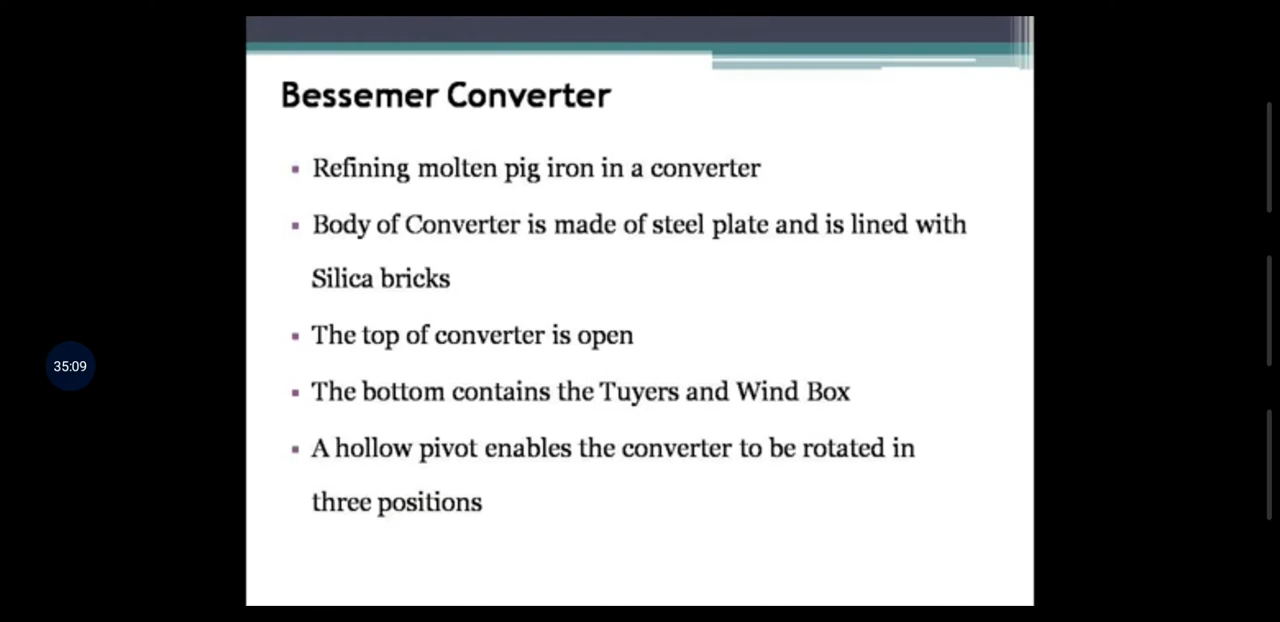 Bessemer Converter
▪ Refining molten pig iron in a converter
▪ Body of Converter is made of steel plate and is lined with
Silica bricks
▪ The top of converter is open
35:09
▪ The bottom contains the Tuyers and Wind Box
▪ A hollow pivot enables the converter to be rotated in
three positions